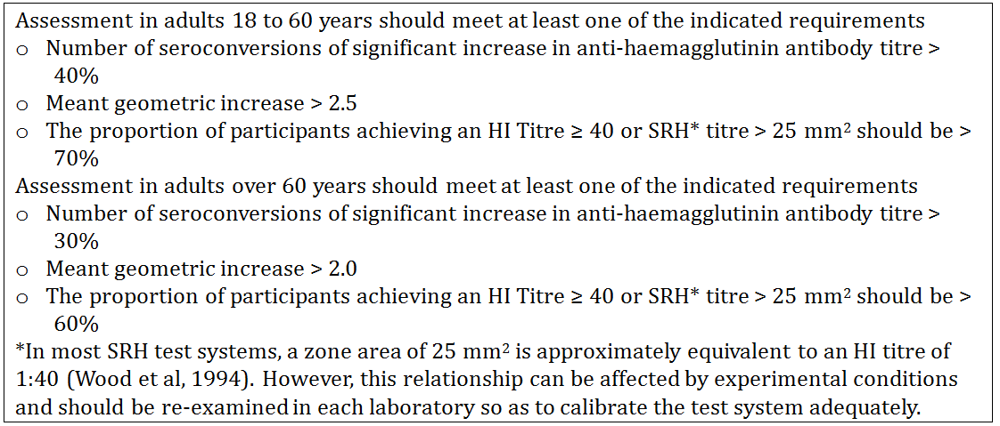 Assessment in adults 18 to 60 years should meet at least one of the indicated requirements
o Number of seroconversions of significant increase in anti-haemagglutinin antibody titre >
40%
o Meant geometric increase > 2.5
o The proportion of participants achieving an HI Titre ≥ 40 or SRH* titre > 25 mm² should be >
70%
Assessment in adults over 60 years should meet at least one of the indicated requirements
o Number of seroconversions of significant increase in anti-haemagglutinin antibody titre >
30%
o Meant geometric increase > 2.0
o The proportion of participants achieving an HI Titre ≥ 40 or SRH* titre > 25 mm² should be >
60%
*In most SRH test systems, a zone area of 25 mm² is approximately equivalent to an HI titre of
1:40 (Wood et al, 1994). However, this relationship can be affected by experimental conditions
and should be re-examined in each laboratory so as to calibrate the test system adequately.